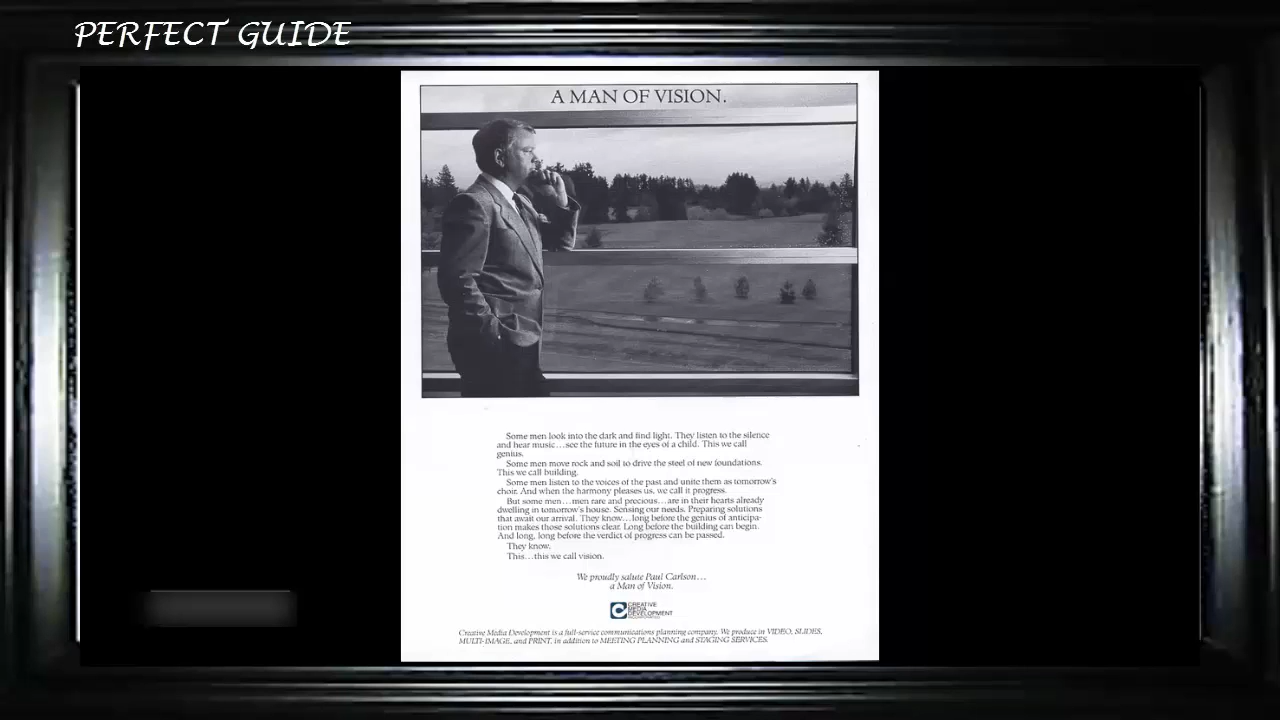 PERFECT GUIDE
A MAN OF VISION.
Some men look into the dark and find light. They listen to the silence
and hear music...see the future in the eyes of a child. This we call
genius.
Some men move rock and soil to drive the steel of new foundations.
This we call building.
Some men listen to the voices of the past and unite them as tomorrow's
choir. And when the harmony pleases us, we call it progress.
But some men...men rare and precious...are in their hearts already
dwelling in tomorrow's house. Sensing our needs. Preparing solutions
that await our arrival. They know...long before the genius of anticipa-
tion makes those solutions clear. Long before the building can begin.
And long, long before the verdict of progress can be passed.
They know.
This...this we call vision.
We proudly salute Paul Carlson...
a Man of Vision.
CREATIVE
MEDIA
DEVELOPMENT
INCORPORATED
Creative Media Development is a full-service communications planning company. We produce in VIDEO, SLIDES,
MULTI-IMAGE, and PRINT, in addition to MEETING PLANNING and STAGING SERVICES.